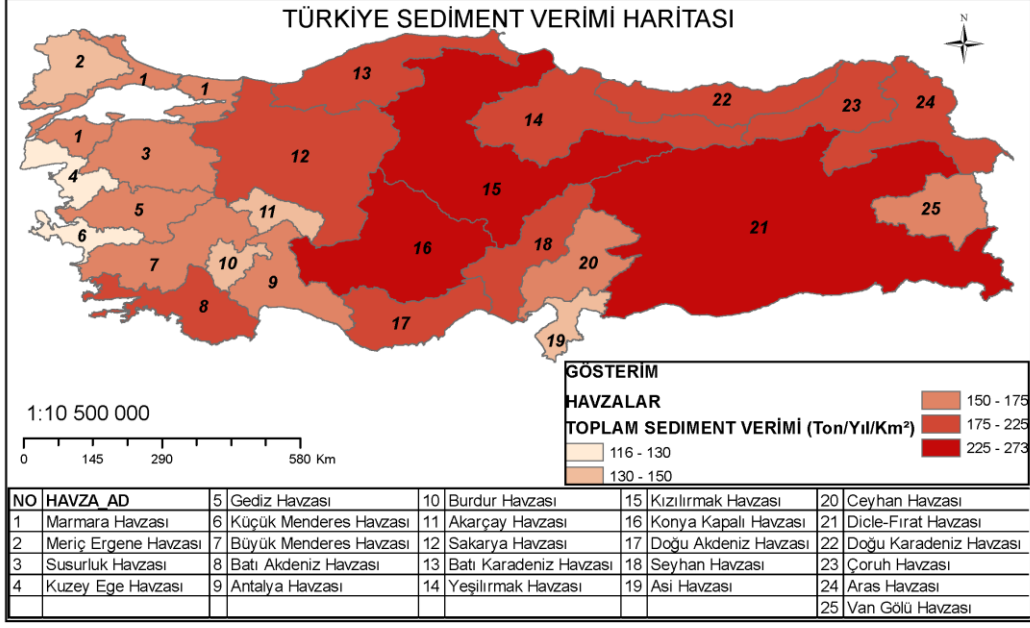 TÜRKİYE SEDİMENT VERİMİ HARİTASI
N
2
1
1
13
22
23
24
1
3
14
12
4
15
5
11
25
6
16
21
18
7
10
20
9
8
17
19
1:10 500 000
0 145 290 580 Km
GÖSTERİM
HAVZALAR
TOPLAM SEDIMENT VERİMİ (Ton/Yıl/Km²)
116 - 130
130 - 150
150 - 175
175 - 225
225 - 273
NO HAVZA_AD 5 Gediz Havzası 10 Burdur Havzası 15 Kızılırmak Havzası 20 Ceyhan Havzası
1 Marmara Havzası 6 Küçük Menderes Havzası 11 Akarçay Havzası 16 Konya Kapalı Havzası 21 Dicle-Fırat Havzası
2 Meriç Ergene Havzası 7 Büyük Menderes Havzası 12 Sakarya Havzası 17 Doğu Akdeniz Havzası 22 Doğu Karadeniz Havzası
3 Susurluk Havzası 8 Batı Akdeniz Havzası 13 Batı Karadeniz Havzası 18 Seyhan Havzası 23 Çoruh Havzası
4 Kuzey Ege Havzası 9 Antalya Havzası 14 Yeşilırmak Havzası 19 Asi Havzası 24 Aras Havzası
25 Van Gölü Havzası